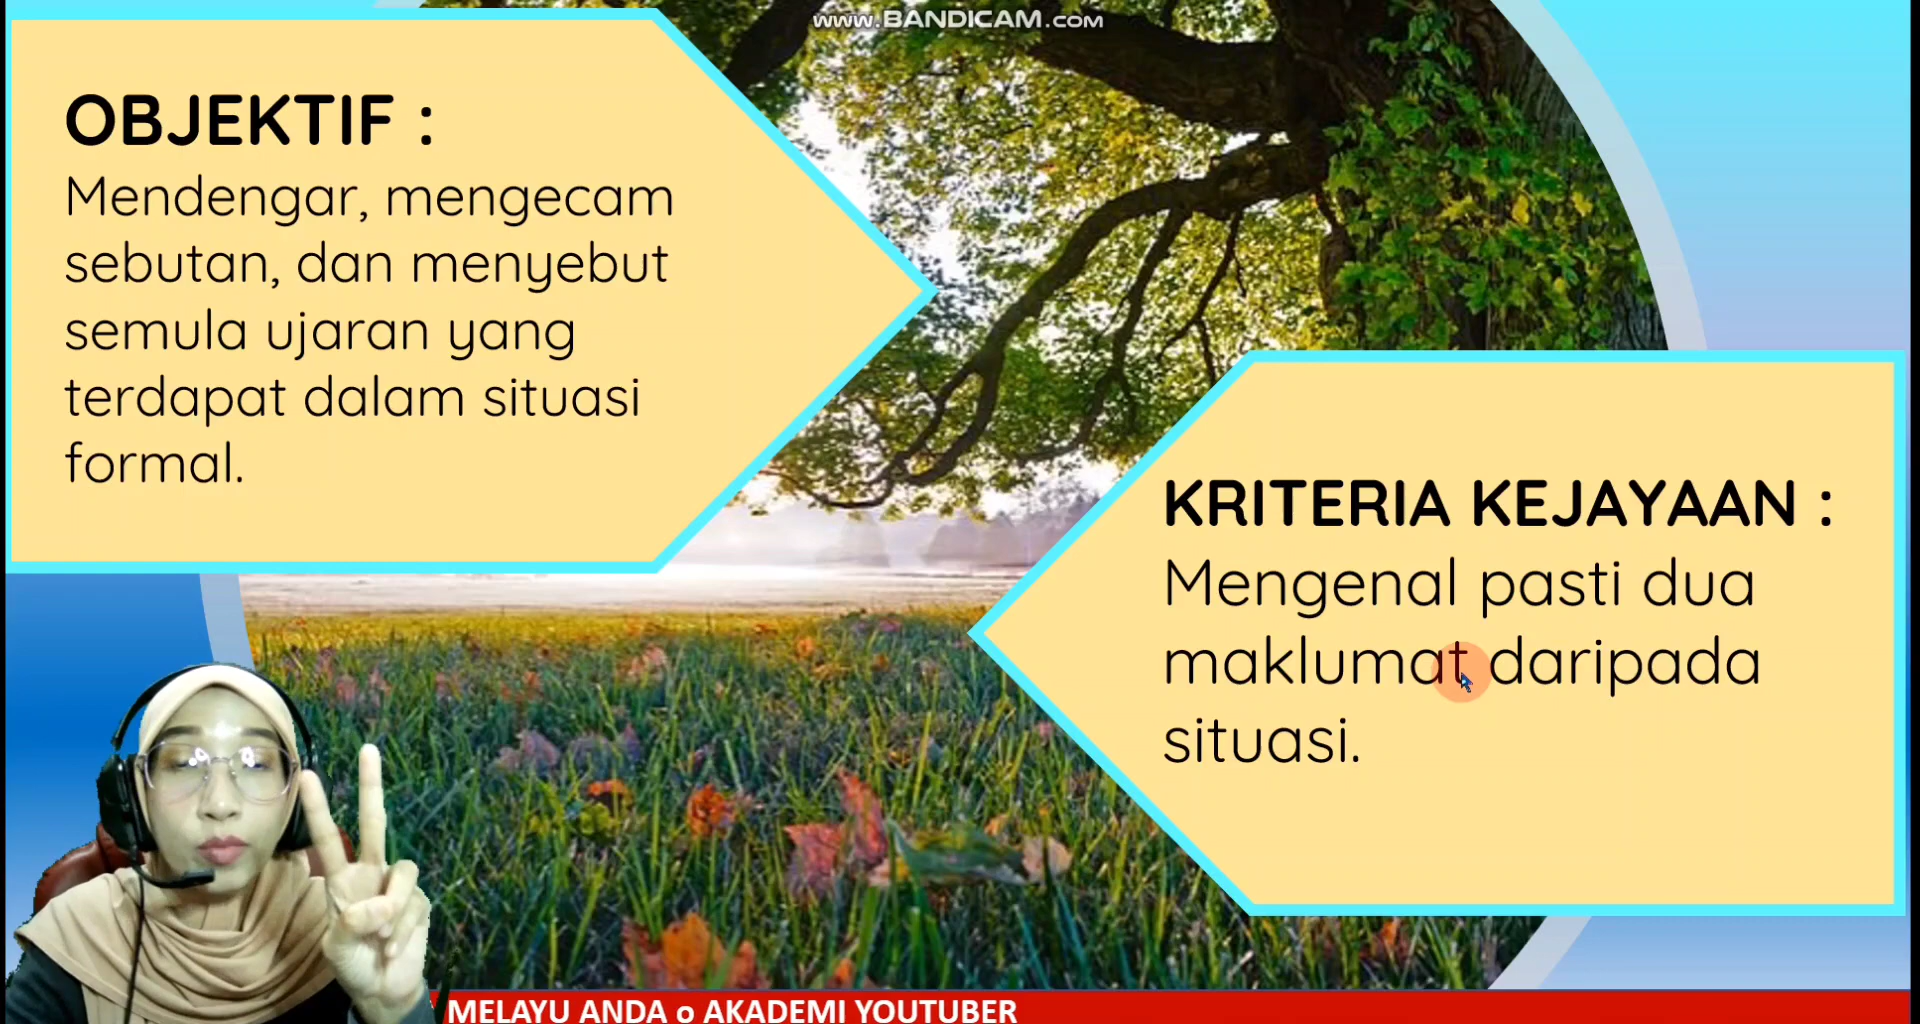 www.BANDICAM.com
OBJEKTIF :
Mendengar, mengecam
sebutan, dan menyebut
semula ujaran yang
terdapat dalam situasi
formal.
KRITERIA KEJAYAAN :
Mengenal pasti dua
maklumat daripada
situasi.
MELAYU ANDA o AKADEMI YOUTUBER